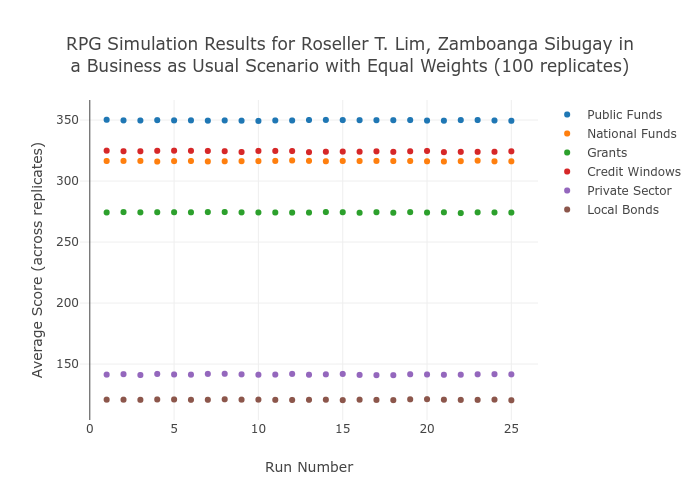 RPG Simulation Results for Roseller T. Lim, Zamboanga Sibugay in
a Business as Usual Scenario with Equal Weights (100 replicates)
Average Score (across replicates)
350
300
250
200
150
0
5
10
15
20
25
Run Number
Public Funds
National Funds
Grants
Credit Windows
Private Sector
Local Bonds